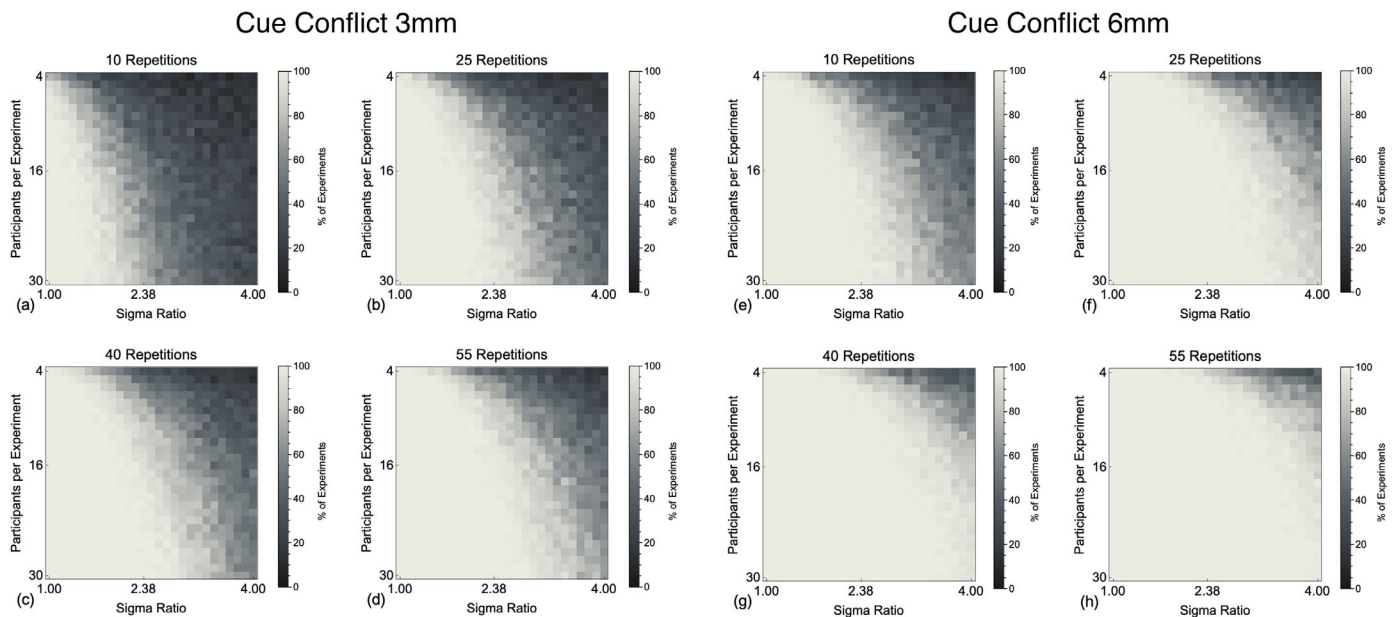 Cue Conflict 3mm
Cue Conflict 6mm
10 Repetitions
4
16
30
Participants per Experiment
1.00
2.38
4.00
Sigma Ratio
100
80
60
40
20
0
% of Experiments
(a)
25 Repetitions
4
16
30
Participants per Experiment
1.00
2.38
4.00
Sigma Ratio
100
80
60
40
20
0
% of Experiments
(b)
10 Repetitions
4
16
30
Participants per Experiment
1.00
2.38
4.00
Sigma Ratio
100
80
60
40
20
0
% of Experiments
(e)
25 Repetitions
4
16
30
Participants per Experiment
1.00
2.38
4.00
Sigma Ratio
100
80
60
40
20
0
% of Experiments
(f)
40 Repetitions
4
16
30
Participants per Experiment
1.00
2.38
4.00
Sigma Ratio
100
80
60
40
20
0
% of Experiments
(c)
55 Repetitions
4
16
30
Participants per Experiment
1.00
2.38
4.00
Sigma Ratio
100
80
60
40
20
0
% of Experiments
(d)
40 Repetitions
4
16
30
Participants per Experiment
1.00
2.38
4.00
Sigma Ratio
100
80
60
40
20
0
% of Experiments
(g)
55 Repetitions
4
16
30
Participants per Experiment
1.00
2.38
4.00
Sigma Ratio
100
80
60
40
20
0
% of Experiments
(h)